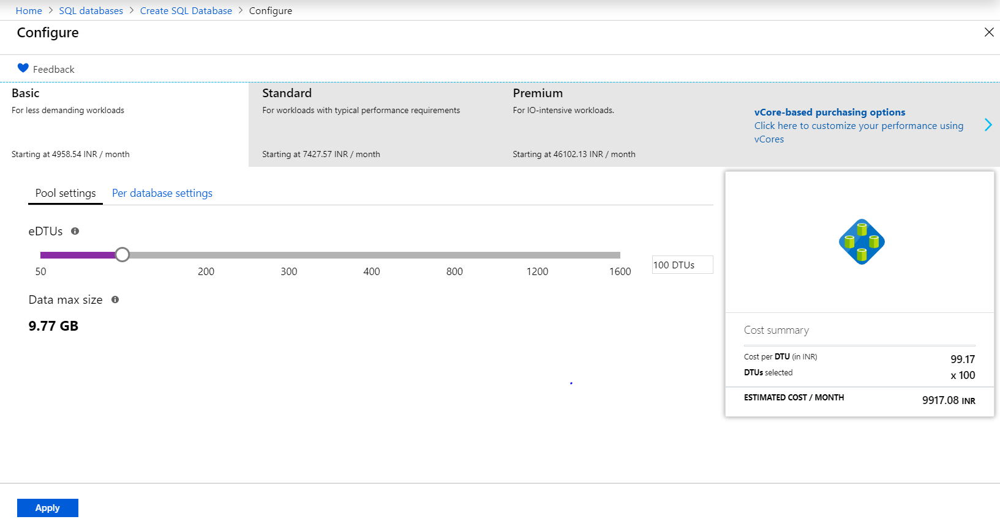 Home > SQL databases > Create SQL Database > Configure
Configure
Feedback
Basic
For less demanding workloads
Starting at 4958.54 INR / month
Standard
For workloads with typical performance requirements
Starting at 7427.57 INR / month
Premium
For IO-intensive workloads.
Starting at 46102.13 INR / month
vCore-based purchasing options
Click here to customize your performance using
vCores
Pool settings Per database settings
eDTUs
50 200 300 400 800 1200 1600
100 DTUs
Data max size
9.77 GB
Cost summary
Cost per DTU (in INR) 99.17
DTUs selected x 100
ESTIMATED COST / MONTH 9917.08 INR
Apply